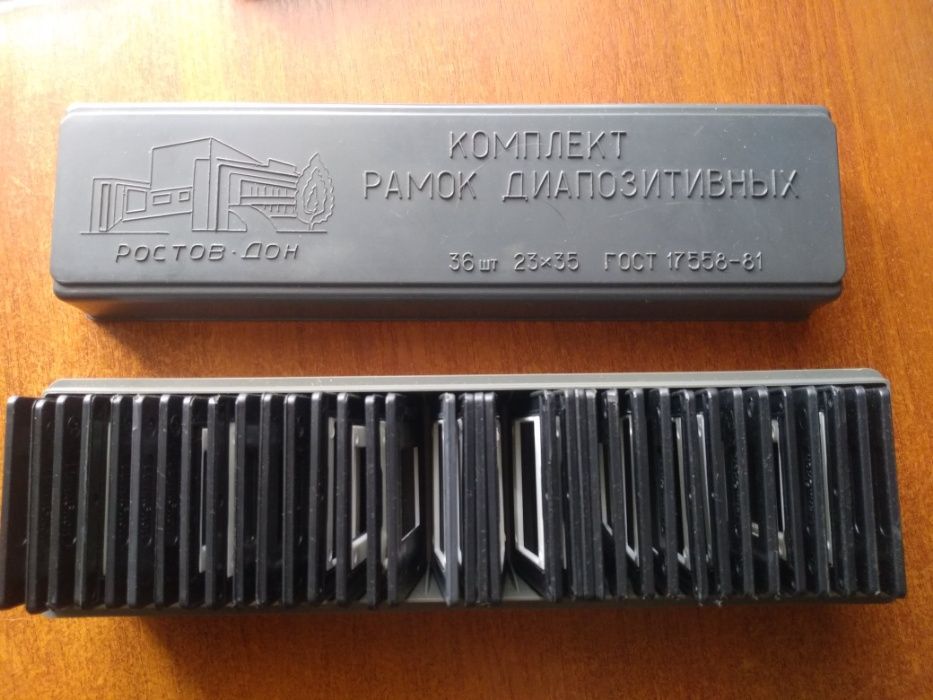 КОМПЛЕКТ
РАМОК ДИАПОЗИТИВНЫХ
РОСТОВ·ДОН
36 шт 23×35 ГОСТ 17558-81